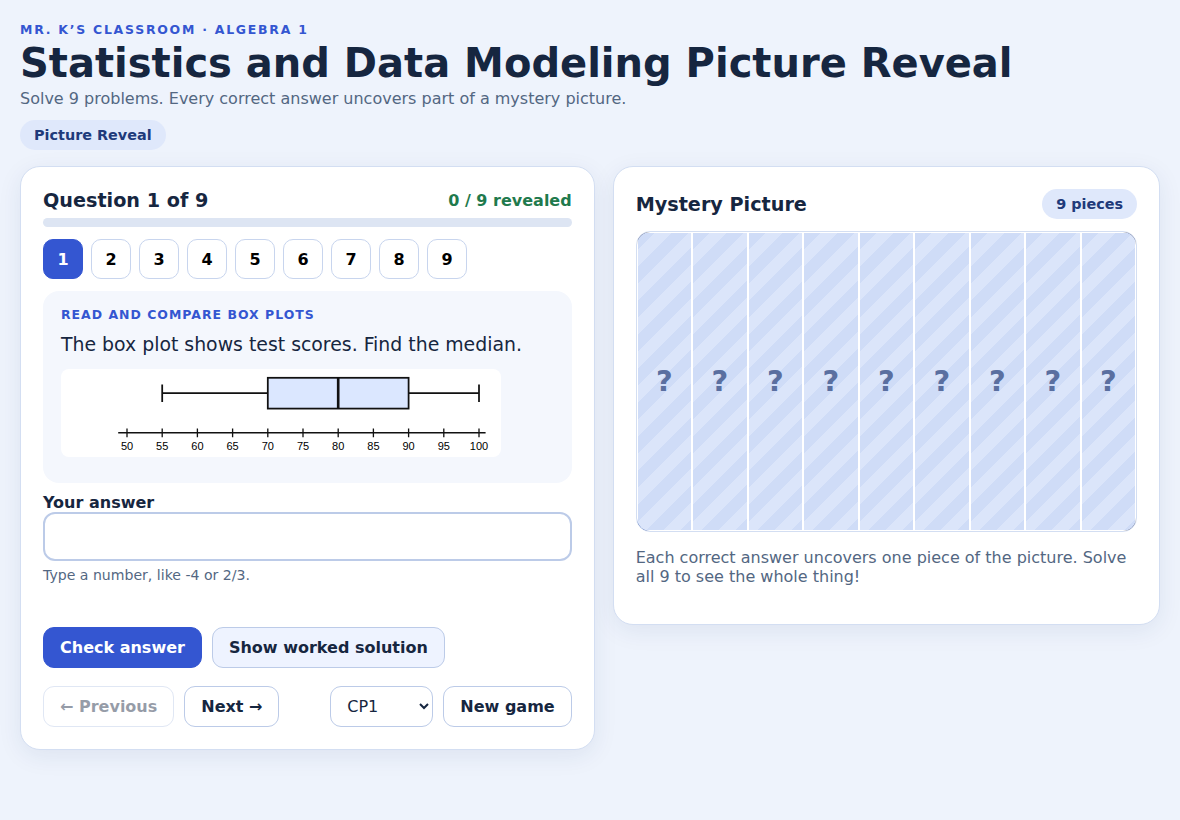 MR. K'S CLASSROOM · ALGEBRA 1
Statistics and Data Modeling Picture Reveal
Solve 9 problems. Every correct answer uncovers part of a mystery picture.
Picture Reveal
Question 1 of 9
0 / 9 revealed
1 2 3 4 5 6 7 8 9
READ AND COMPARE BOX PLOTS
The box plot shows test scores. Find the median.
50 55 60 65 70 75 80 85 90 95 100
Your answer
Type a number, like -4 or 2/3.
Check answer
Show worked solution
← Previous
Next →
CP1
New game
Mystery Picture
9 pieces
? ? ? ? ? ? ? ? ?
Each correct answer uncovers one piece of the picture. Solve
all 9 to see the whole thing!